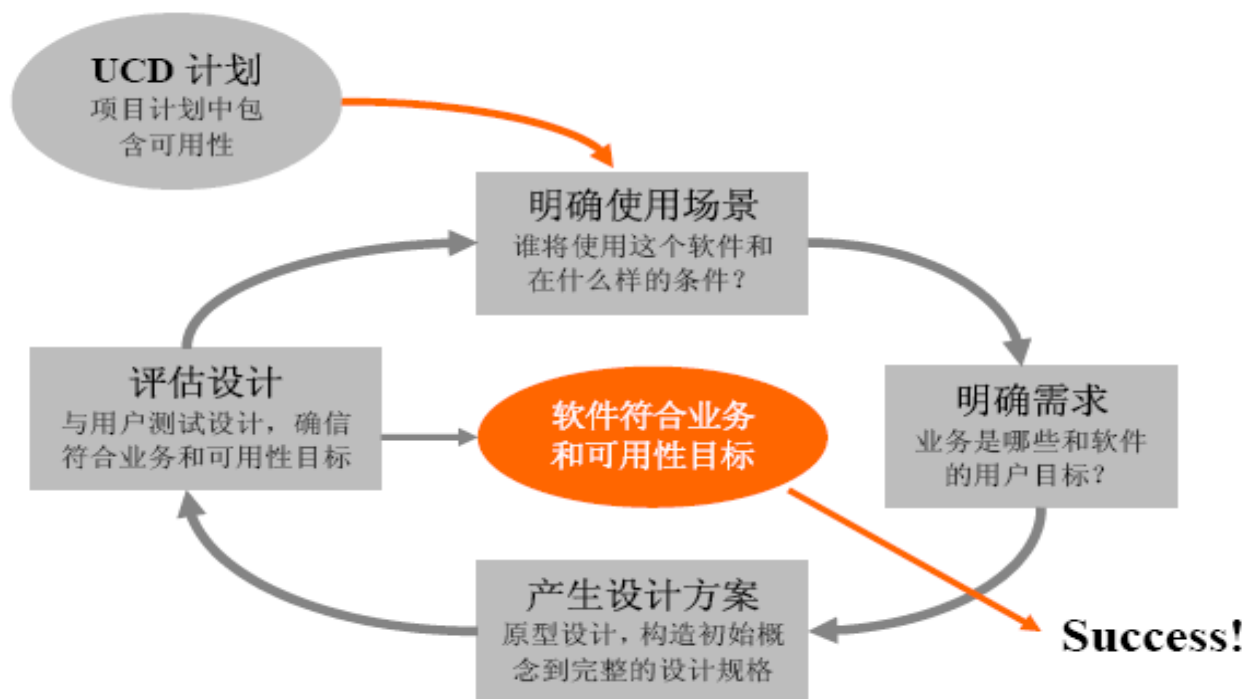 UCD 计划
项目计划中包
含可用性
明确使用场景
谁将使用这个软件和
在什么样的条件？
评估设计
与用户测试设计，确信
符合业务和可用性目标
软件符合业务
和可用性目标
明确需求
业务是哪些和软件
的用户目标？
产生设计方案
原型设计，构造初始概
念到完整的设计规格
Success!